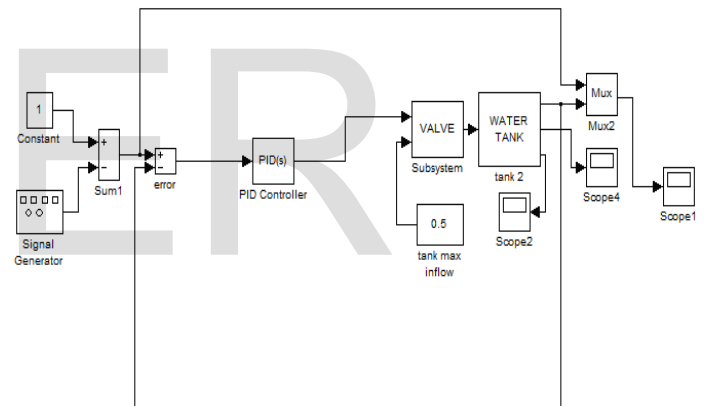 ER
1
Constant
+
−
Sum1
Signal
Generator
+
−
error
PID(s)
PID Controller
VALVE
Subsystem
0.5
tank max
inflow
WATER
TANK
tank 2
Scope2
Mux
Mux2
Scope4
Scope1